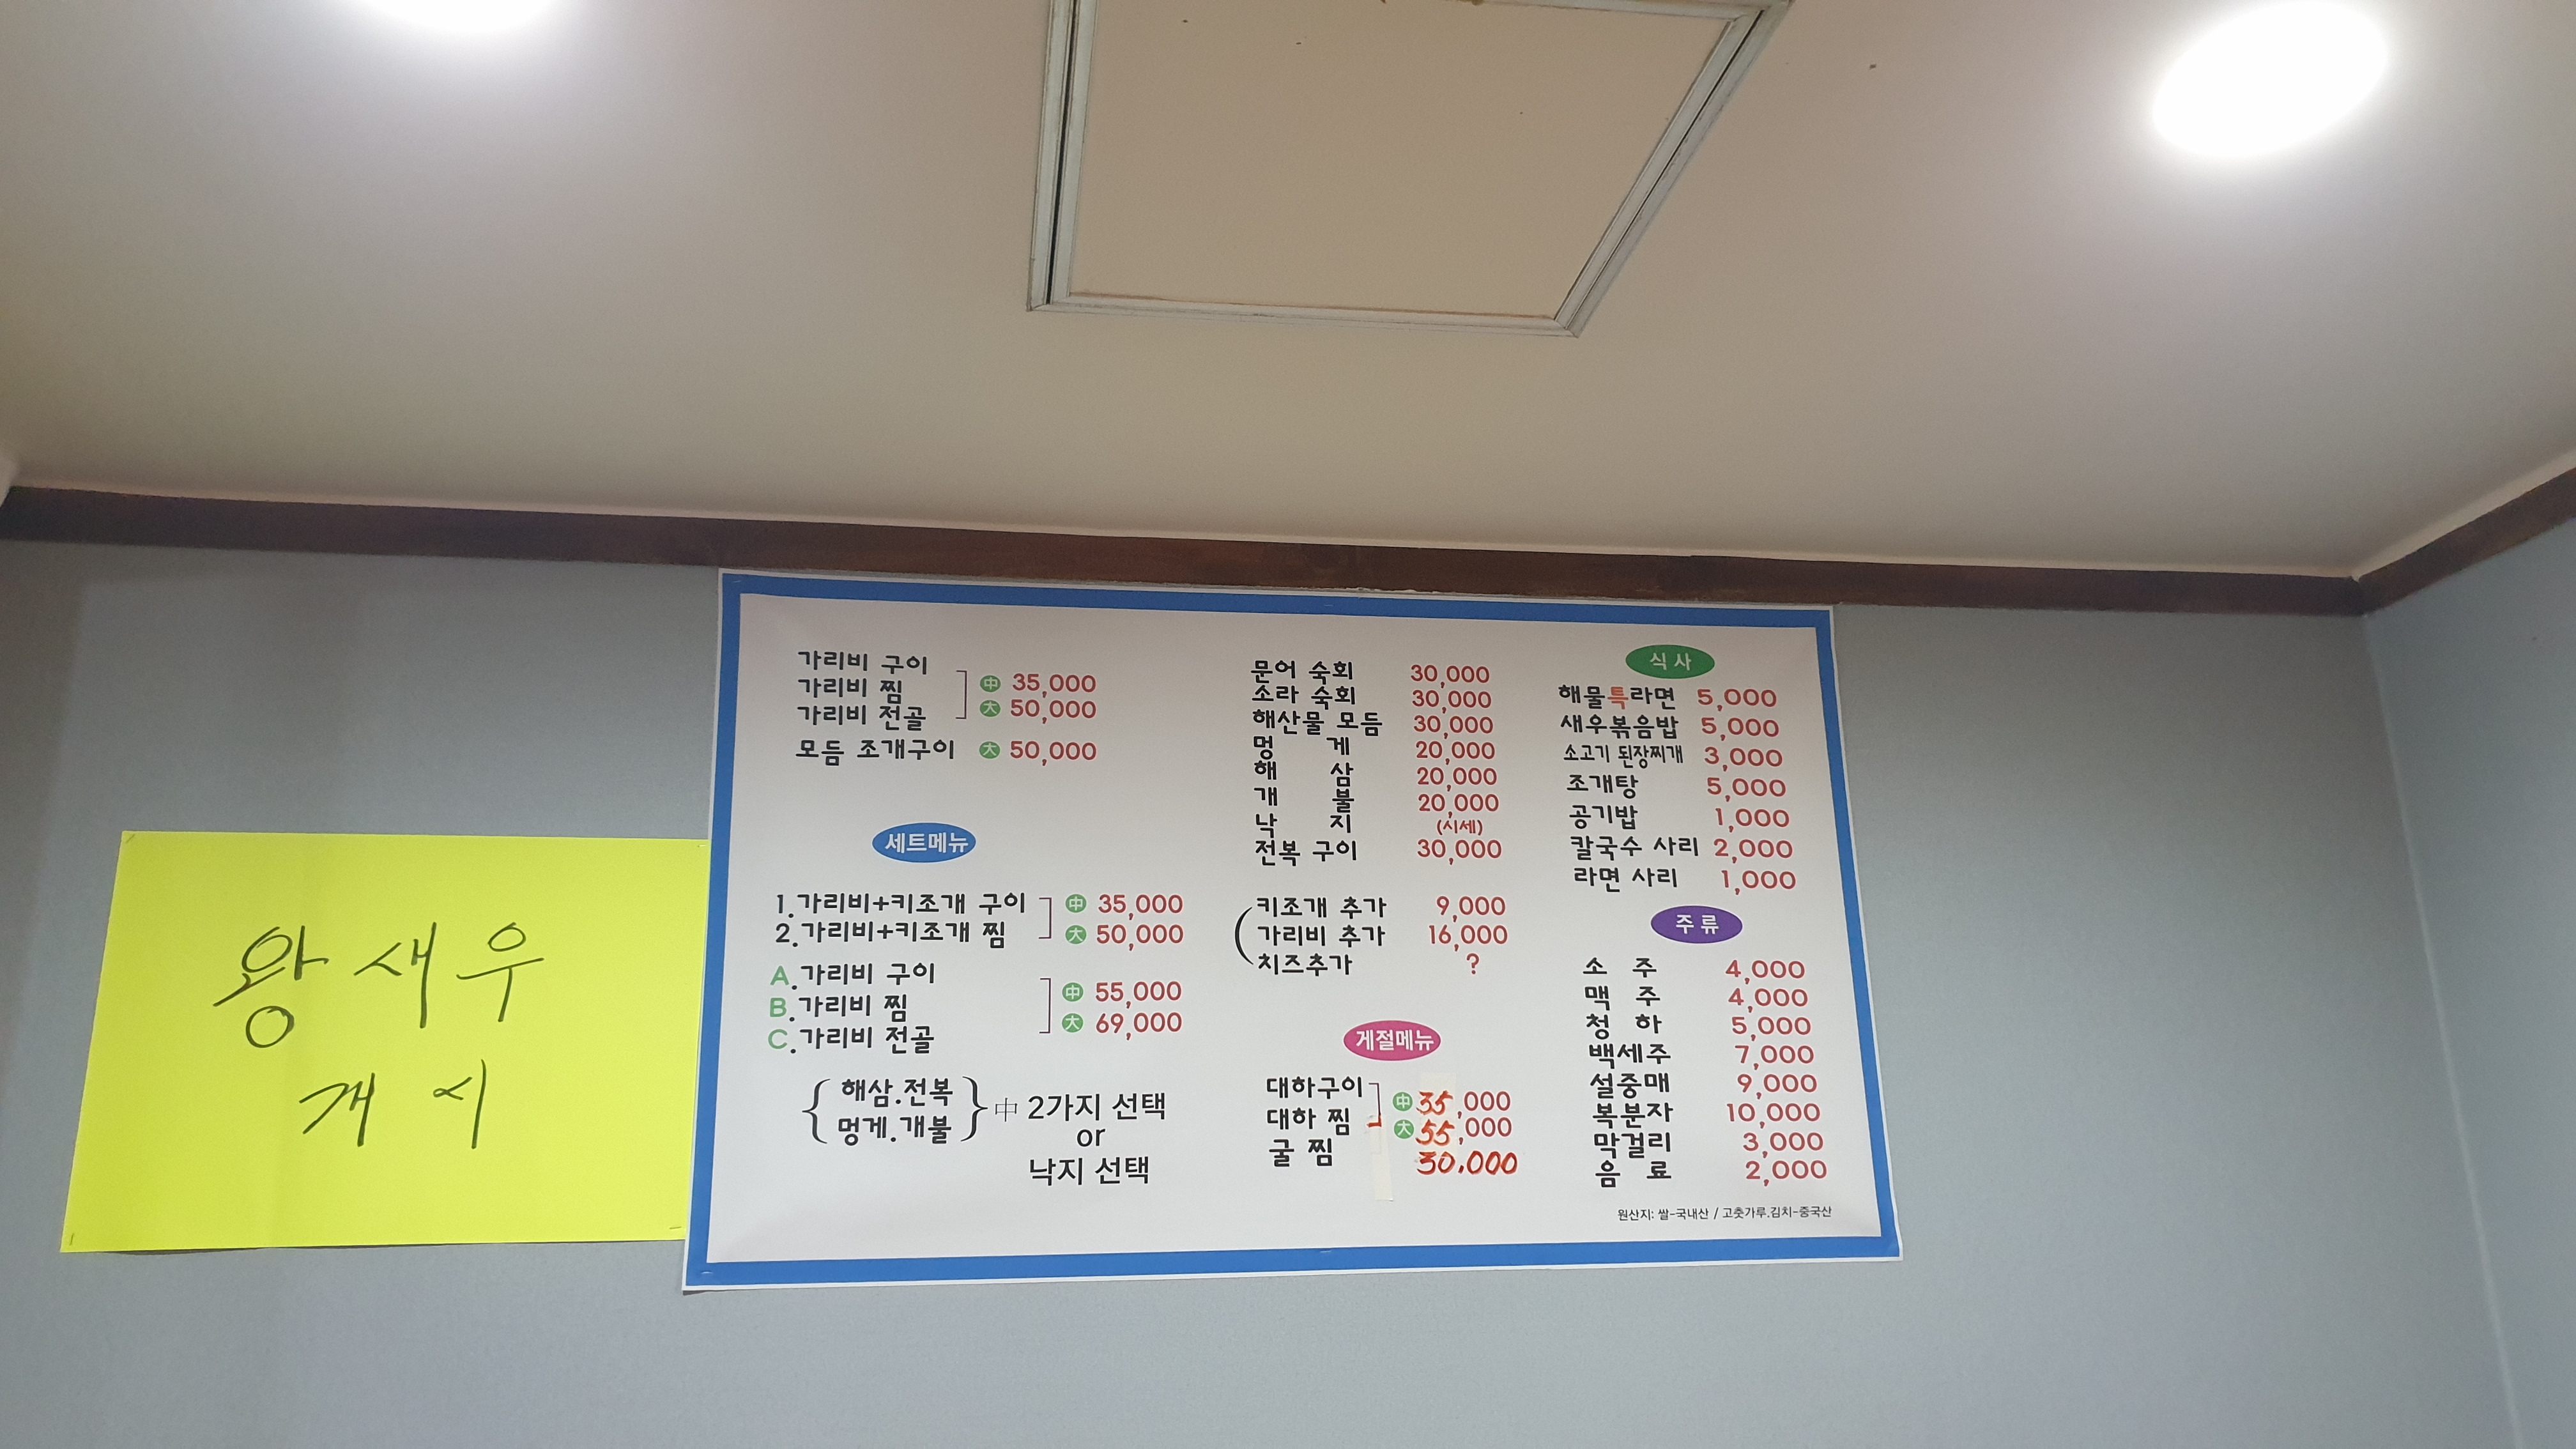 왕새우
개시
가리비 구이
가리비 찜
가리비 전골
中 35,000
大 50,000
모듬 조개구이 大 50,000
세트메뉴
1.가리비+키조개 구이
2.가리비+키조개 찜
中 35,000
大 50,000
A.가리비 구이
B.가리비 찜
C.가리비 전골
中 55,000
大 69,000
{해삼.전복
멍게.개불}
中 2가지 선택
or
낙지 선택
문어 숙회 30,000
소라 숙회 30,000
해산물 모듬 30,000
멍 게 20,000
해 삼 20,000
개 불 20,000
낙 지 (시세)
전복 구이 30,000
(키조개 추가 9,000
가리비 추가 16,000
치즈추가 ?
게절메뉴
대하구이
대하 찜
中 35,000
大 55,000
굴 찜 30.000
식사
해물특라면 5,000
새우볶음밥 5,000
소고기 된장찌개 3,000
조개탕 5,000
공기밥 1,000
칼국수 사리 2,000
라면 사리 1,000
주류
소 주 4,000
맥 주 4,000
청 하 5,000
백세주 7,000
설중매 9,000
복분자 10,000
막걸리 3,000
음 료 2,000
원산지: 쌀-국내산 / 고춧가루.김치-중국산